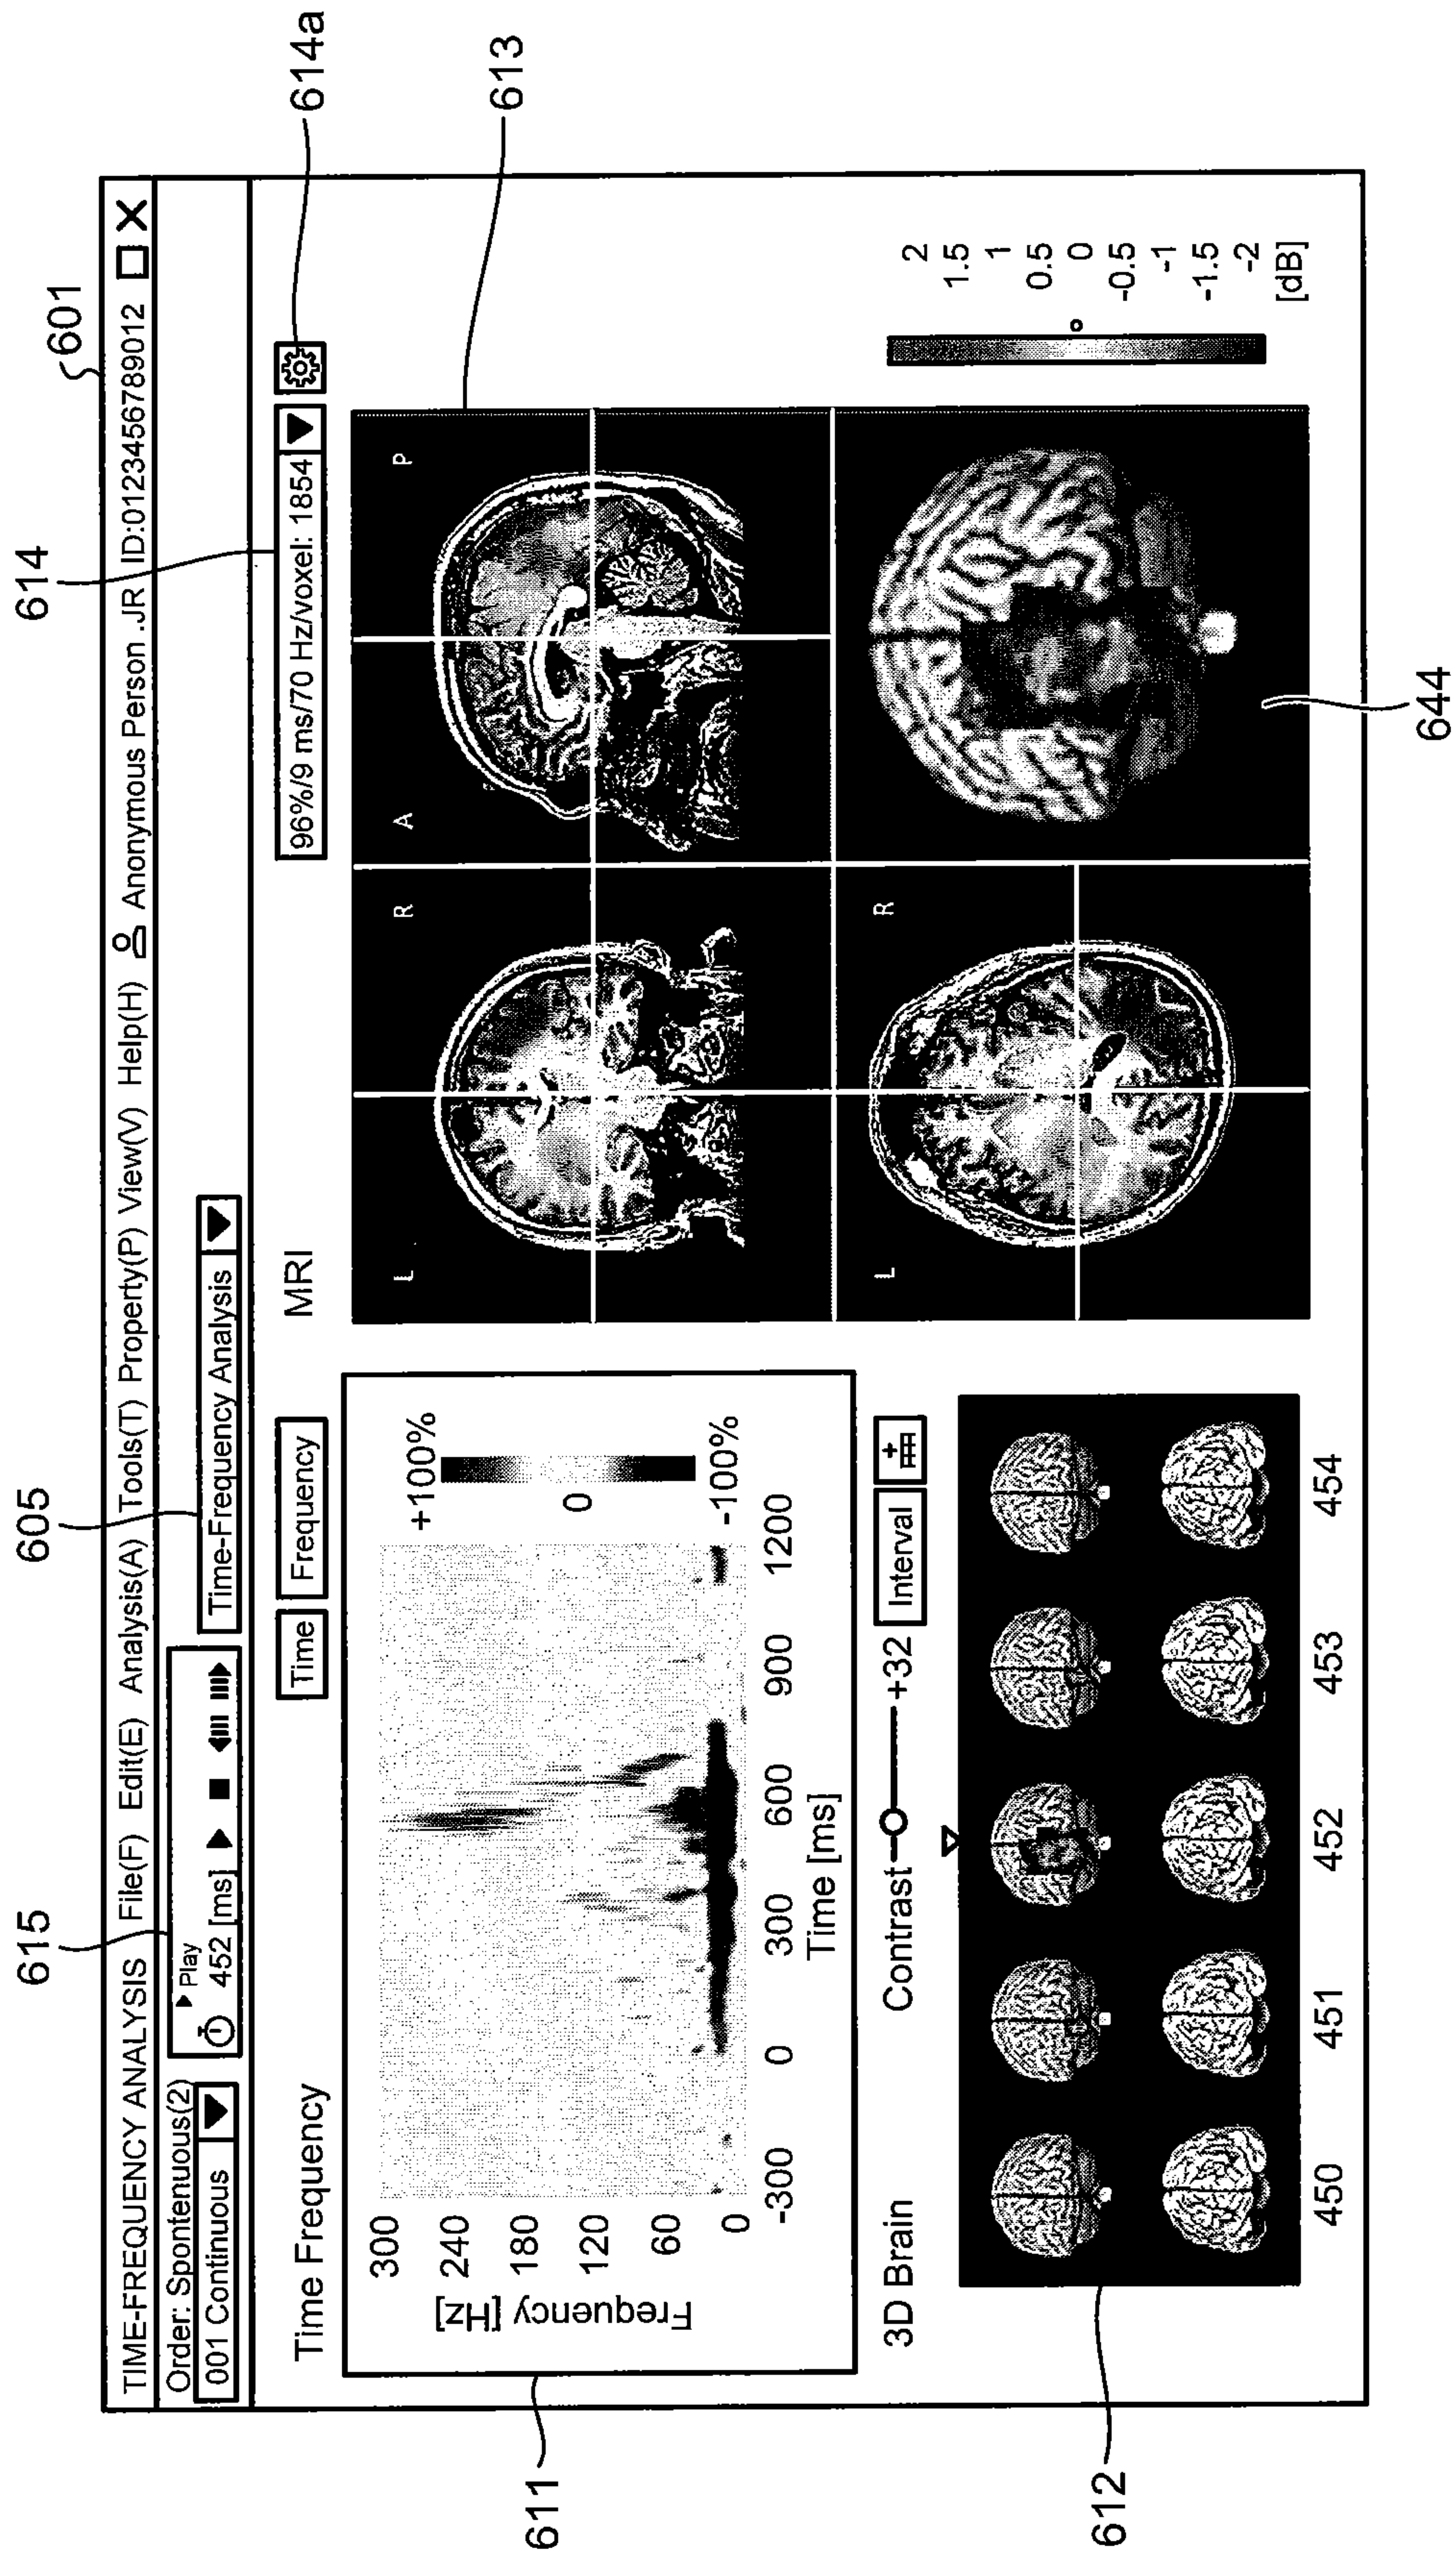 601
TIME-FREQUENCY ANALYSIS File(F) Edit(E) Analysis(A) Tools(T) Property(P) View(V) Help(H) Anonymous Person .JR ID:0123456789012
615
605
614
614a
613
Order: Spontenuous(2)
001 Continuous
Play
452 [ms]
Time-Frequency Analysis
Time Frequency
Time
Frequency
611
Frequency [Hz]
300
240
180
120
60
0
-300
0
300
600
900
1200
Time [ms]
+100%
0
-100%
MRI
96%/9 ms/70 Hz/voxel: 1854
L
R
A
P
L
R
644
2
1.5
1
0.5
0
-0.5
-1
-1.5
-2
[dB]
3D Brain
Contrast
+32
Interval
612
450
451
452
453
454